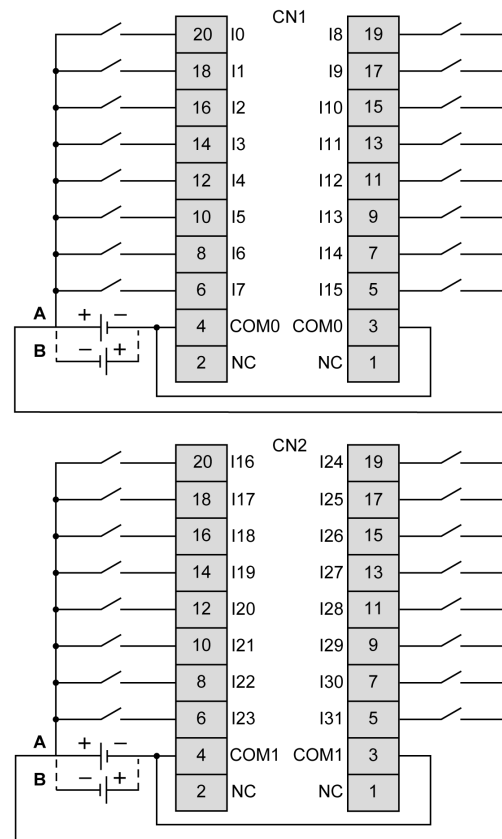 CN1
20 I0 I8 19
18 I1 I9 17
16 I2 I10 15
14 I3 I11 13
12 I4 I12 11
10 I5 I13 9
8 I6 I14 7
6 I7 I15 5
A + −
4 COM0 COM0 3
B − +
2 NC NC 1
CN2
20 I16 I24 19
18 I17 I25 17
16 I18 I26 15
14 I19 I27 13
12 I20 I28 11
10 I21 I29 9
8 I22 I30 7
6 I23 I31 5
A + −
4 COM1 COM1 3
B − +
2 NC NC 1